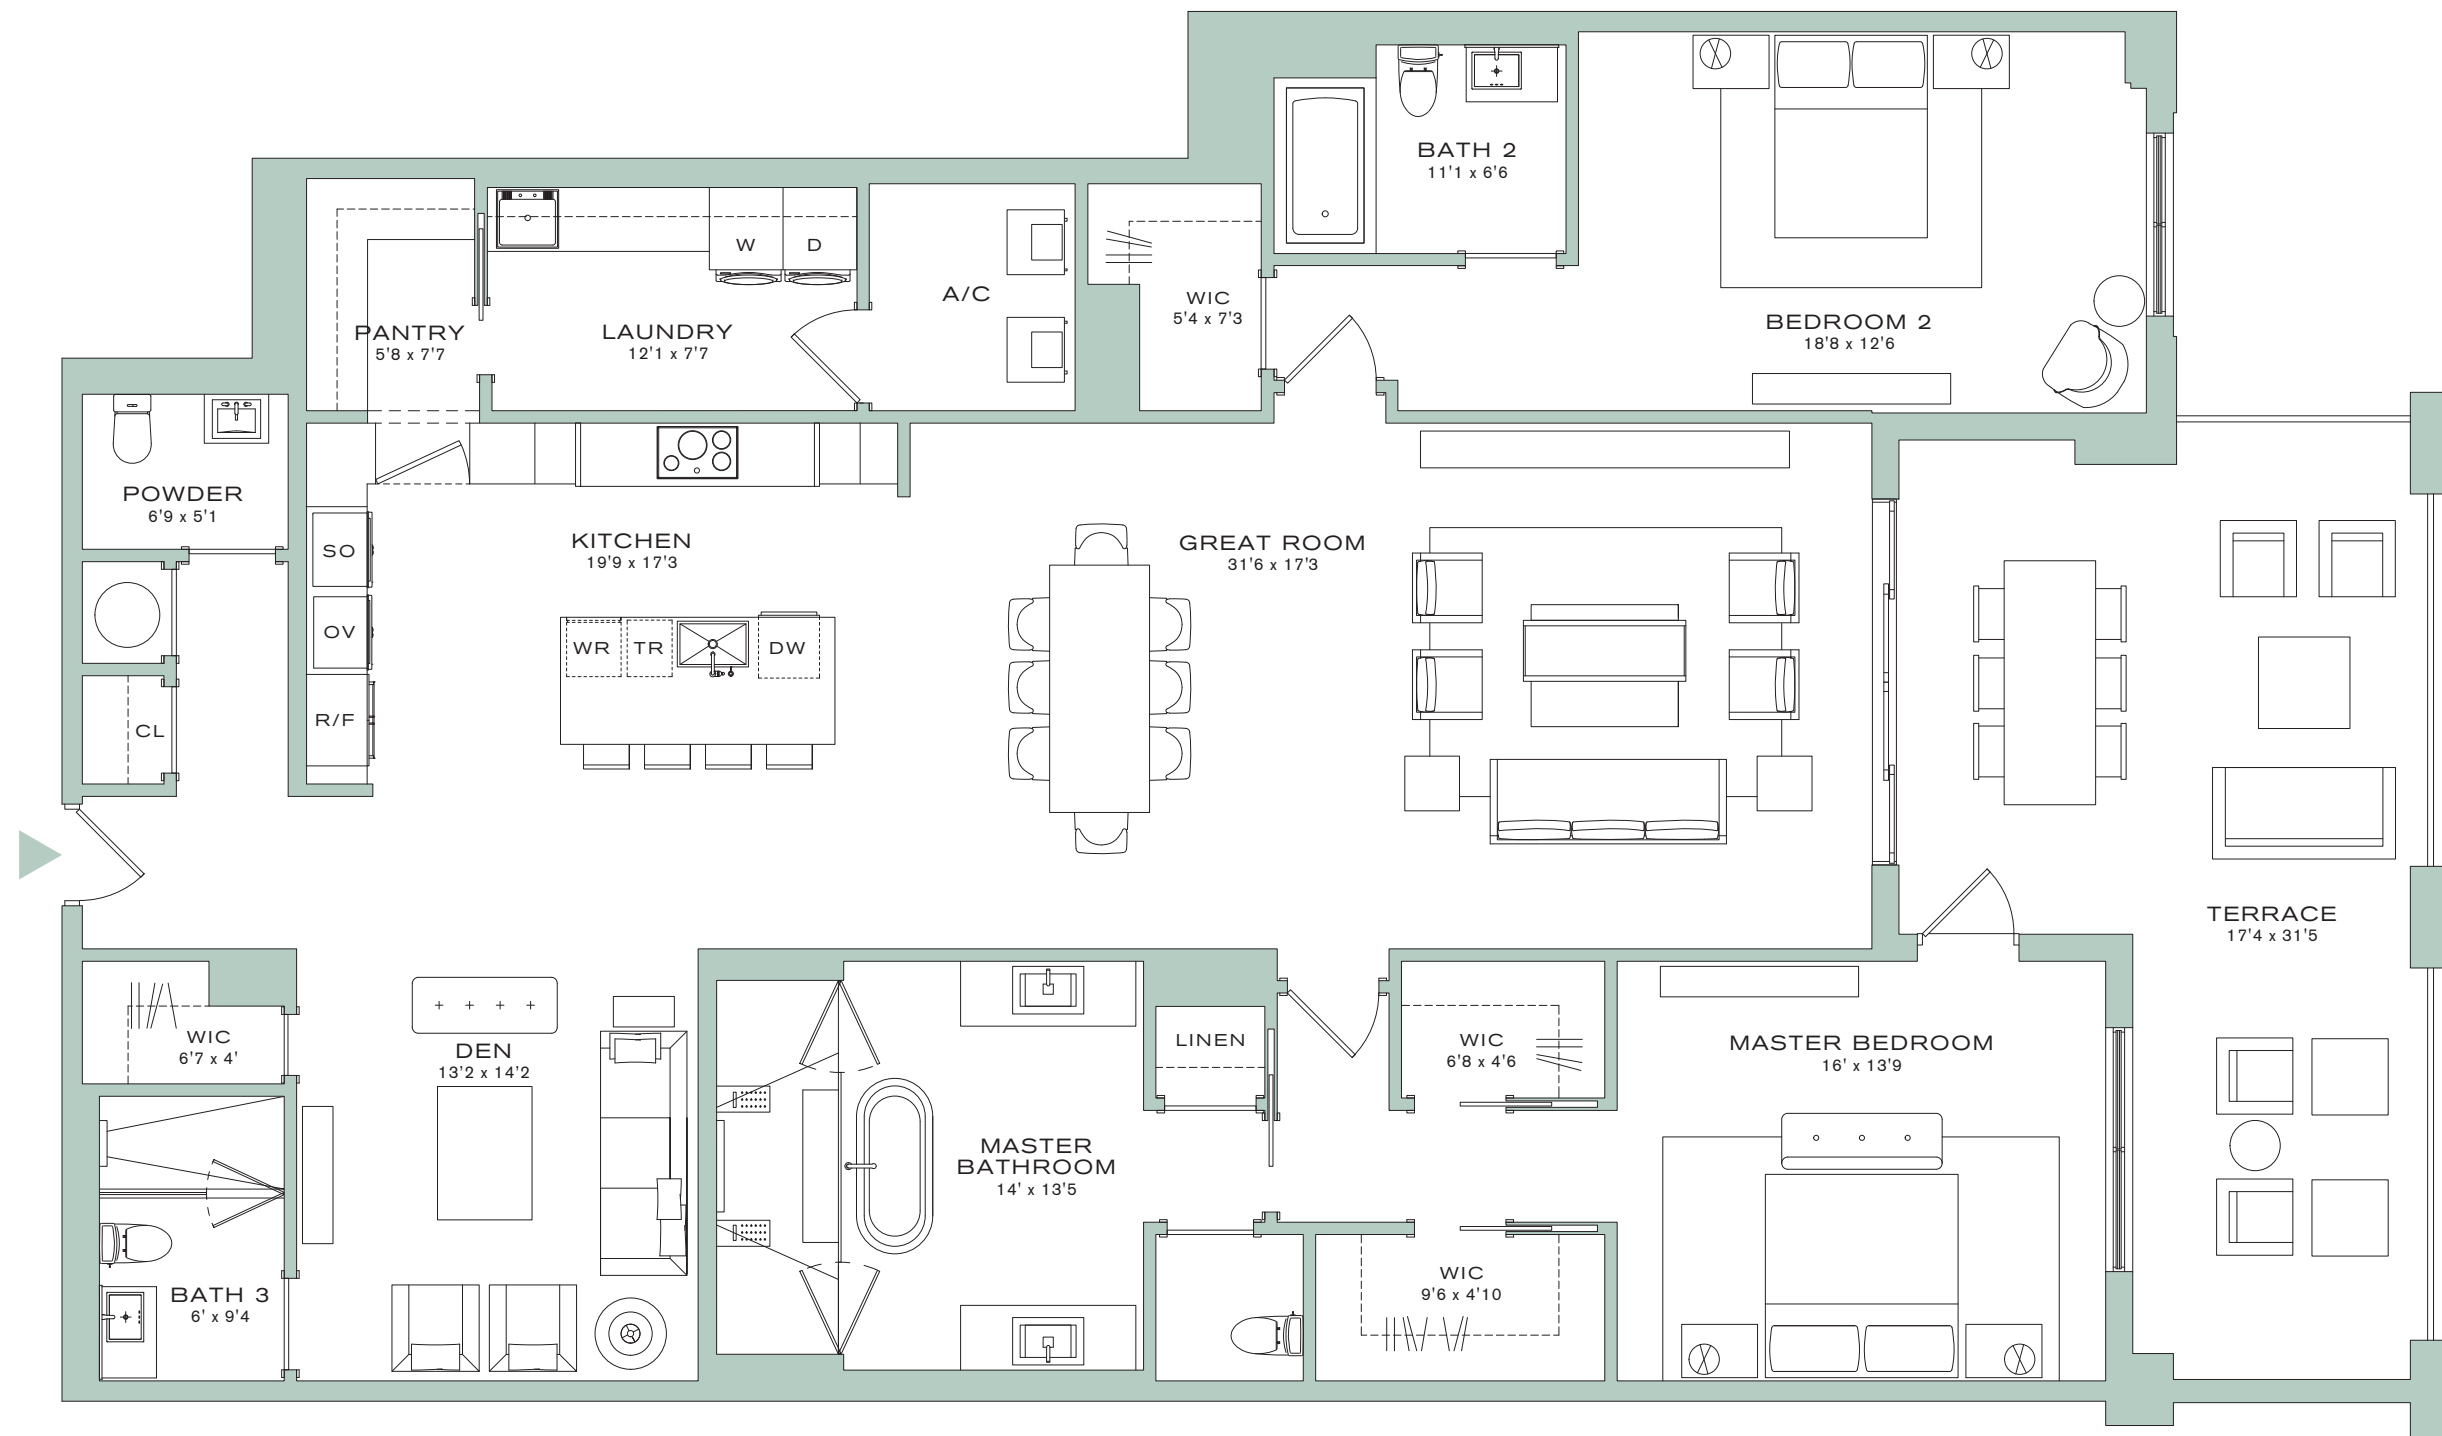 BATH 2
11'1 x 6'6
W
D
A/C
WIC
5'4 x 7'3
BEDROOM 2
18'8 x 12'6
PANTRY
5'8 x 7'7
LAUNDRY
12'1 x 7'7
POWDER
6'9 x 5'1
SO
KITCHEN
19'9 x 17'3
GREAT ROOM
31'6 x 17'3
OV
WR
TR
DW
R/F
CL
TERRACE
17'4 x 31'5
WIC
6'7 x 4'
DEN
13'2 x 14'2
LINEN
WIC
6'8 x 4'6
MASTER BEDROOM
16' x 13'9
MASTER
BATHROOM
14' x 13'5
BATH 3
6' x 9'4
WIC
9'6 x 4'10